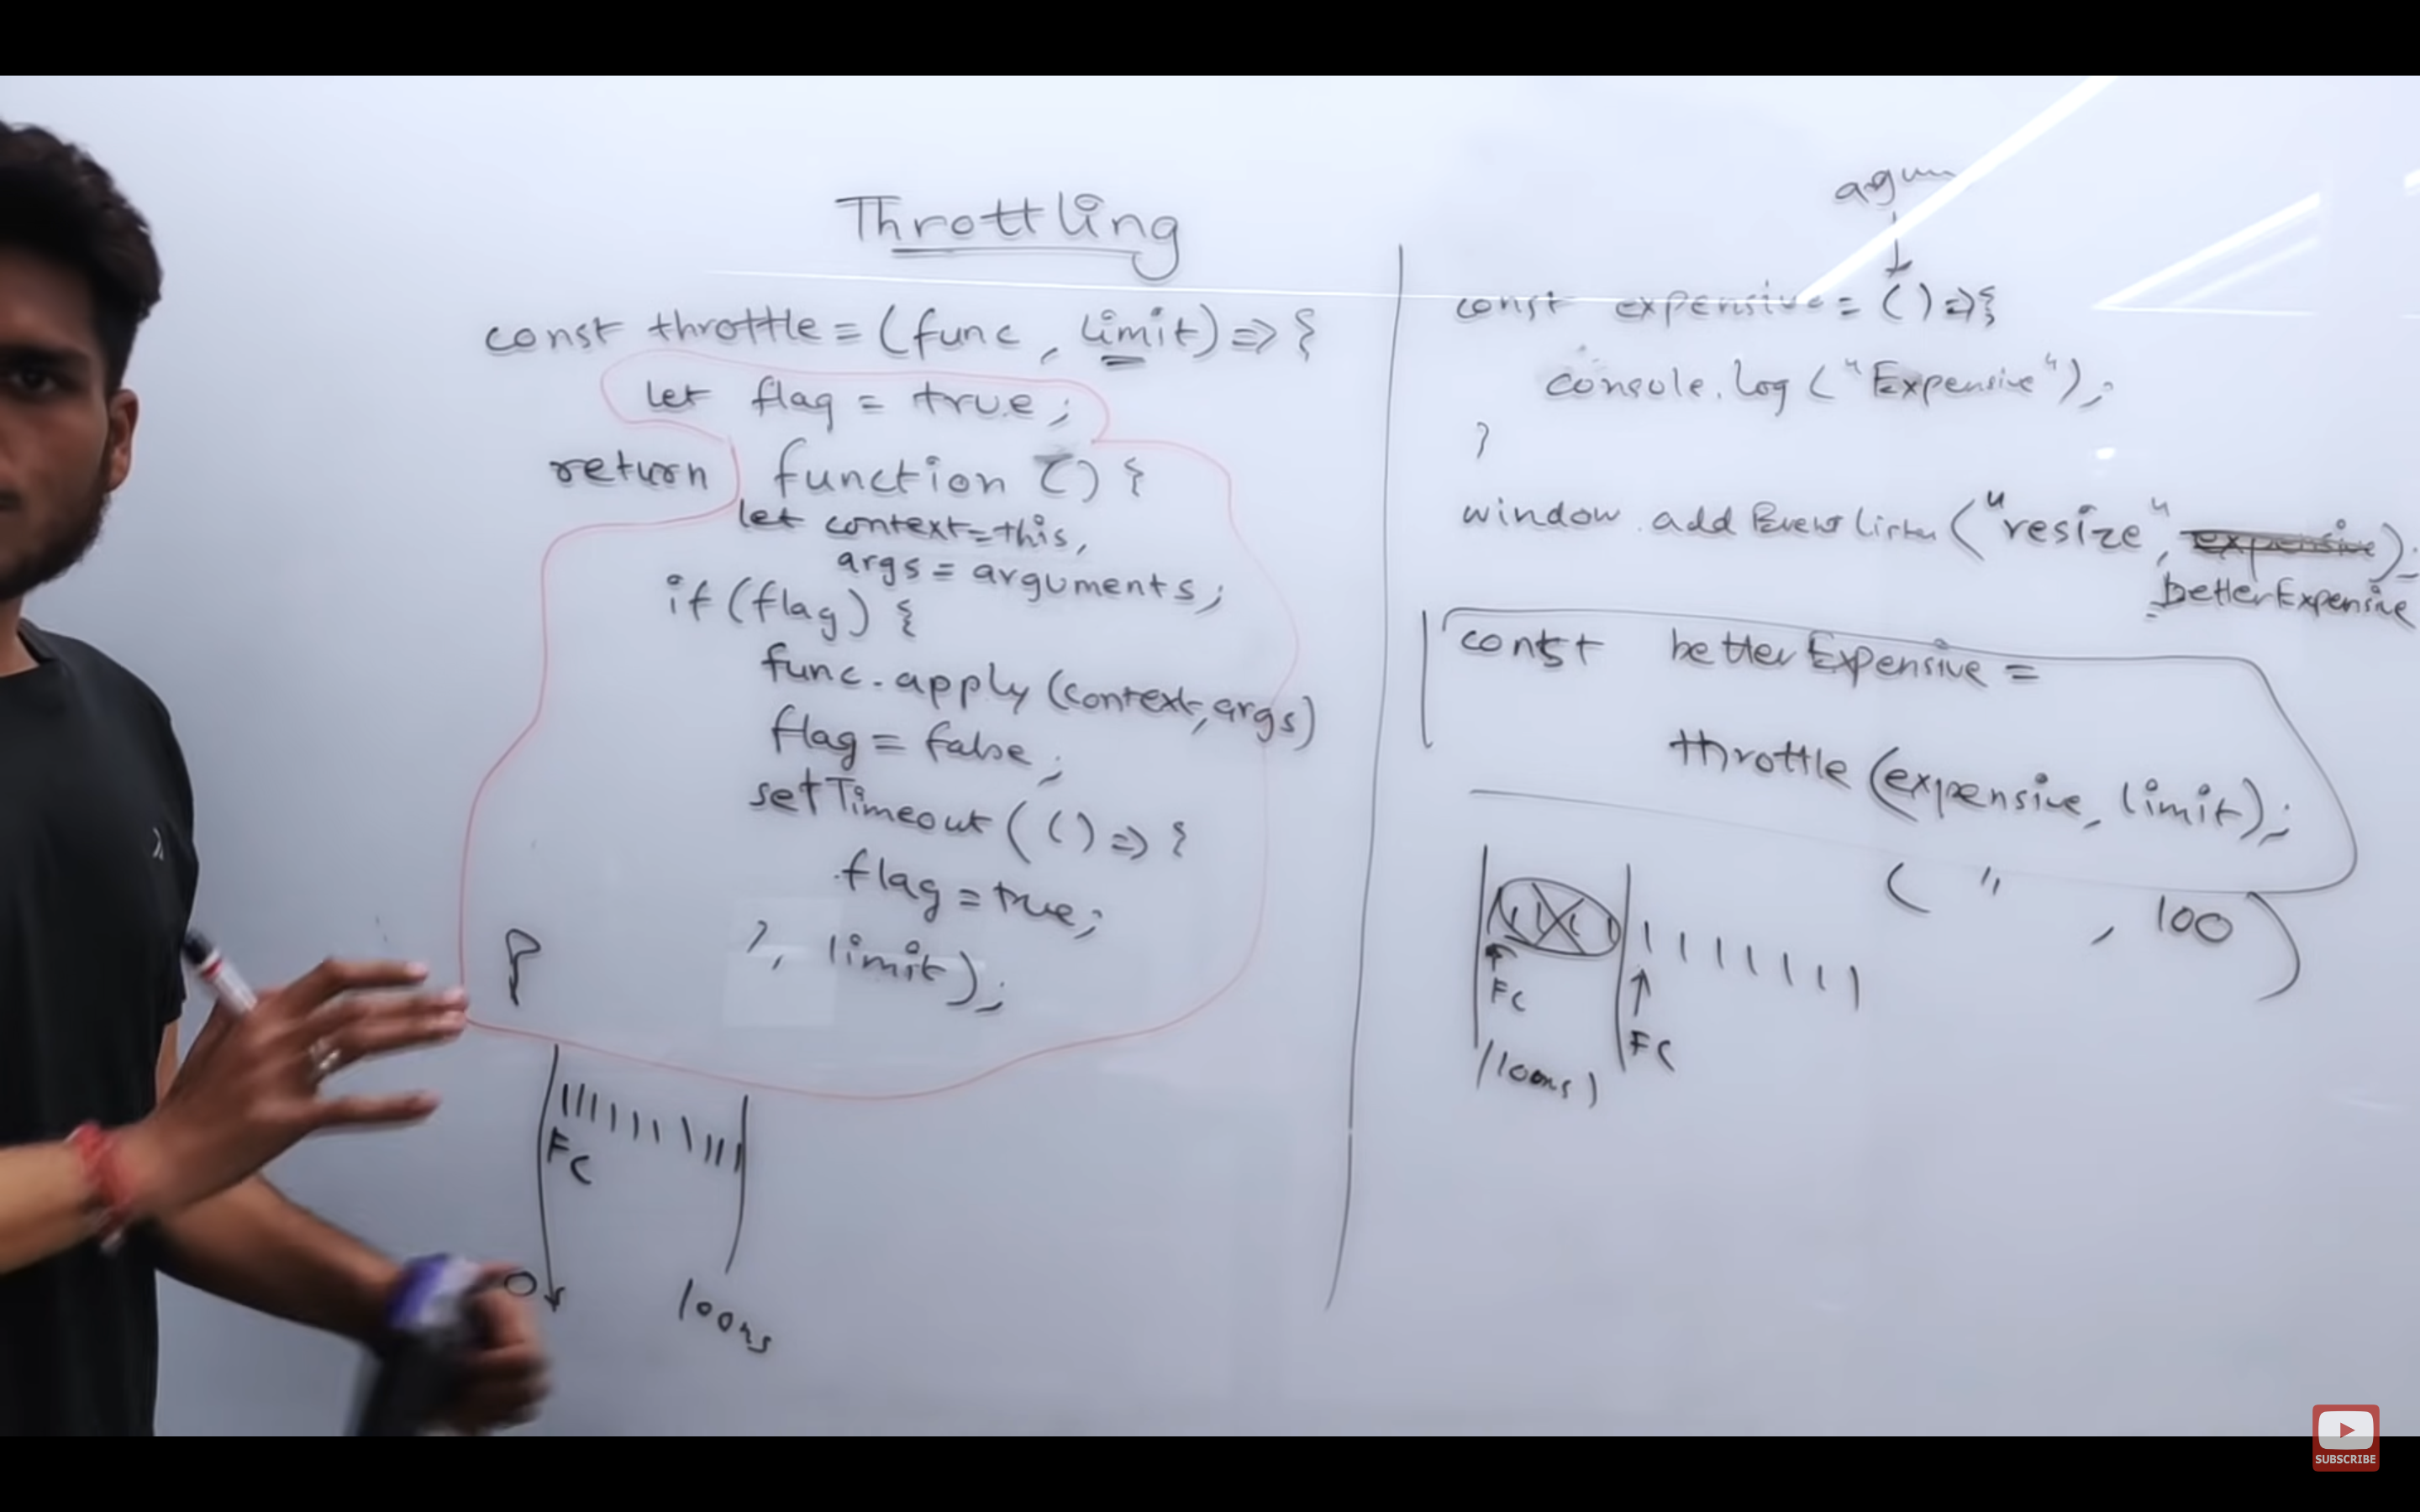 Throttling
const throttle = (func, limit) => {
let flag = true;
return function () {
let context = this,
args = arguments;
if (flag) {
func.apply(context, args)
flag = false;
setTimeout (() => {
flag = true;
}, limit);
}
FC
0
100ms
const expensive = () => {
console.log ("Expensive");
}
window.addEventListen ("resize", expensive);
betterExpensive
const betterExpensive =
throttle (expensive, limit);
( " , 100 )
FC
FC
100ms
SUBSCRIBE